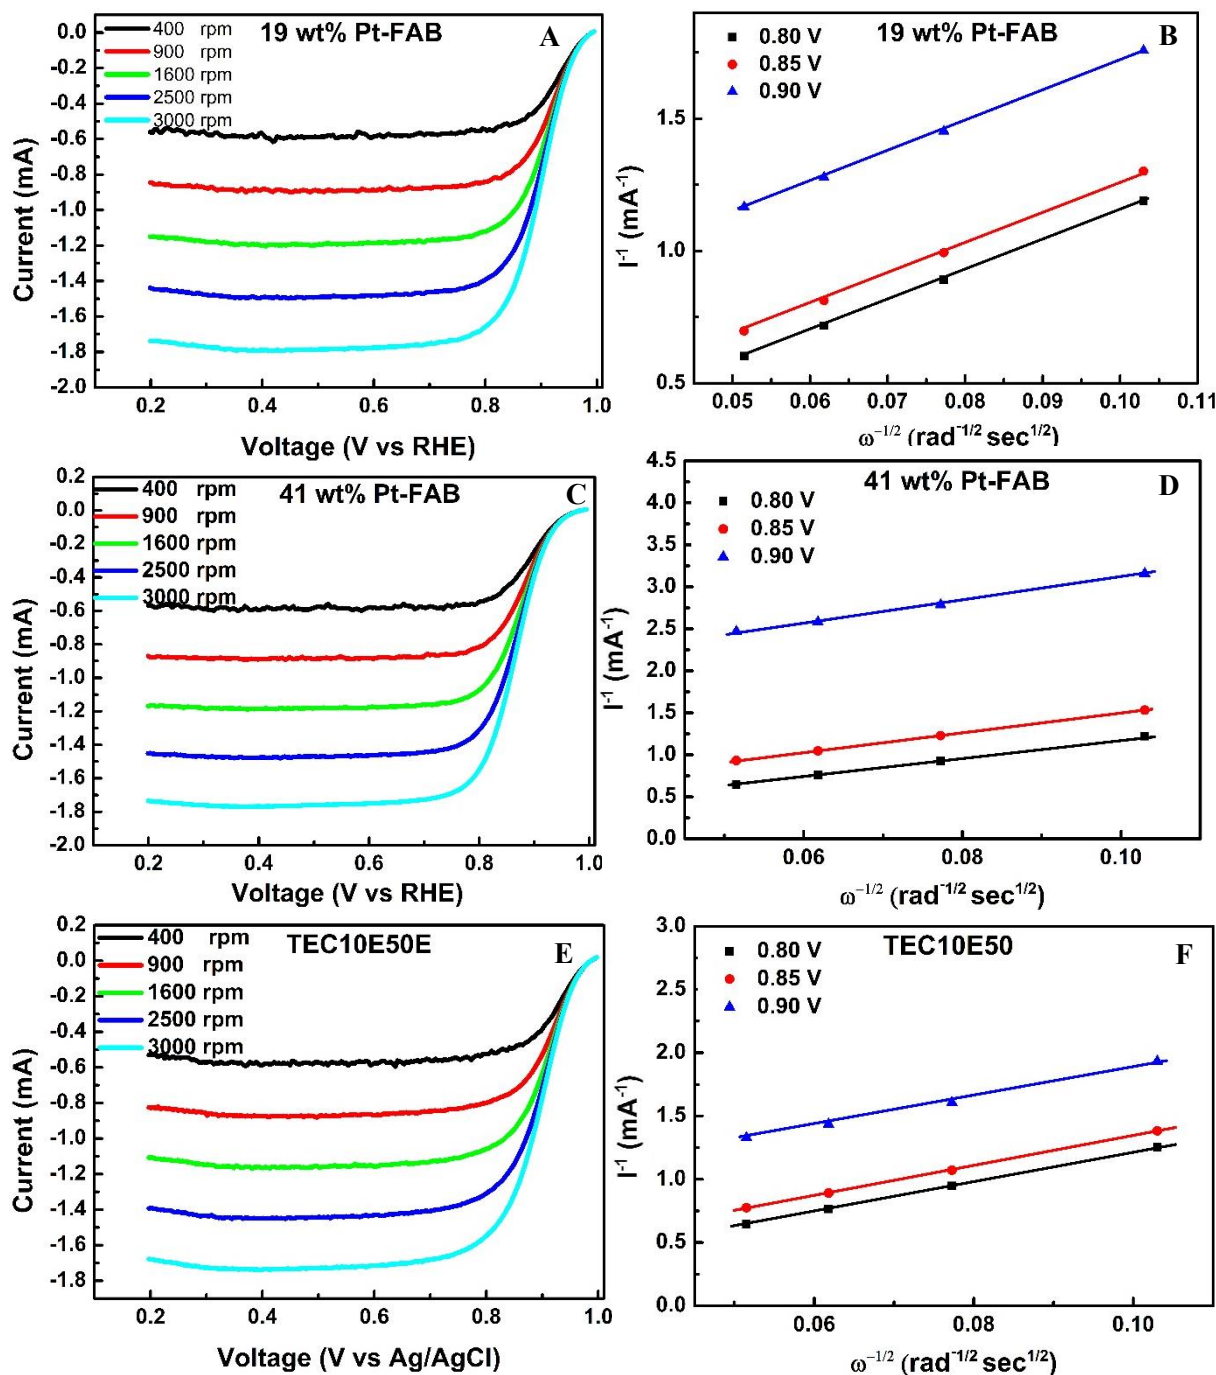 400 rpm
900 rpm
1600 rpm
2500 rpm
3000 rpm
19 wt% Pt-FAB
A
0.0
-0.2
-0.4
-0.6
-0.8
-1.0
-1.2
-1.4
-1.6
-1.8
-2.0
Current (mA)
0.2 0.4 0.6 0.8 1.0
Voltage (V vs RHE)
0.80 V
0.85 V
0.90 V
19 wt% Pt-FAB
B
1.5
1.0
0.5
I⁻¹ (mA⁻¹)
0.05 0.06 0.07 0.08 0.09 0.10 0.11
ω⁻¹/² (rad⁻¹/² sec¹/²)
400 rpm
900 rpm
1600 rpm
2500 rpm
3000 rpm
41 wt% Pt-FAB
C
0.2
0.0
-0.2
-0.4
-0.6
-0.8
-1.0
-1.2
-1.4
-1.6
-1.8
-2.0
Current (mA)
0.2 0.4 0.6 0.8 1.0
Voltage (V vs RHE)
41 wt% Pt-FAB
D
0.80 V
0.85 V
0.90 V
4.5
4.0
3.5
3.0
2.5
2.0
1.5
1.0
0.5
0.0
I⁻¹ (mA⁻¹)
0.06 0.08 0.10
ω⁻¹/² (rad⁻¹/² sec¹/²)
400 rpm
900 rpm
1600 rpm
2500 rpm
3000 rpm
TEC10E50E
E
0.2
0.0
-0.2
-0.4
-0.6
-0.8
-1.0
-1.2
-1.4
-1.6
-1.8
Current (mA)
0.2 0.4 0.6 0.8 1.0
Voltage (V vs Ag/AgCl)
TEC10E50
F
0.80 V
0.85 V
0.90 V
3.0
2.5
2.0
1.5
1.0
0.5
0.0
I⁻¹ (mA⁻¹)
0.06 0.08 0.10
ω⁻¹/² (rad⁻¹/² sec¹/²)